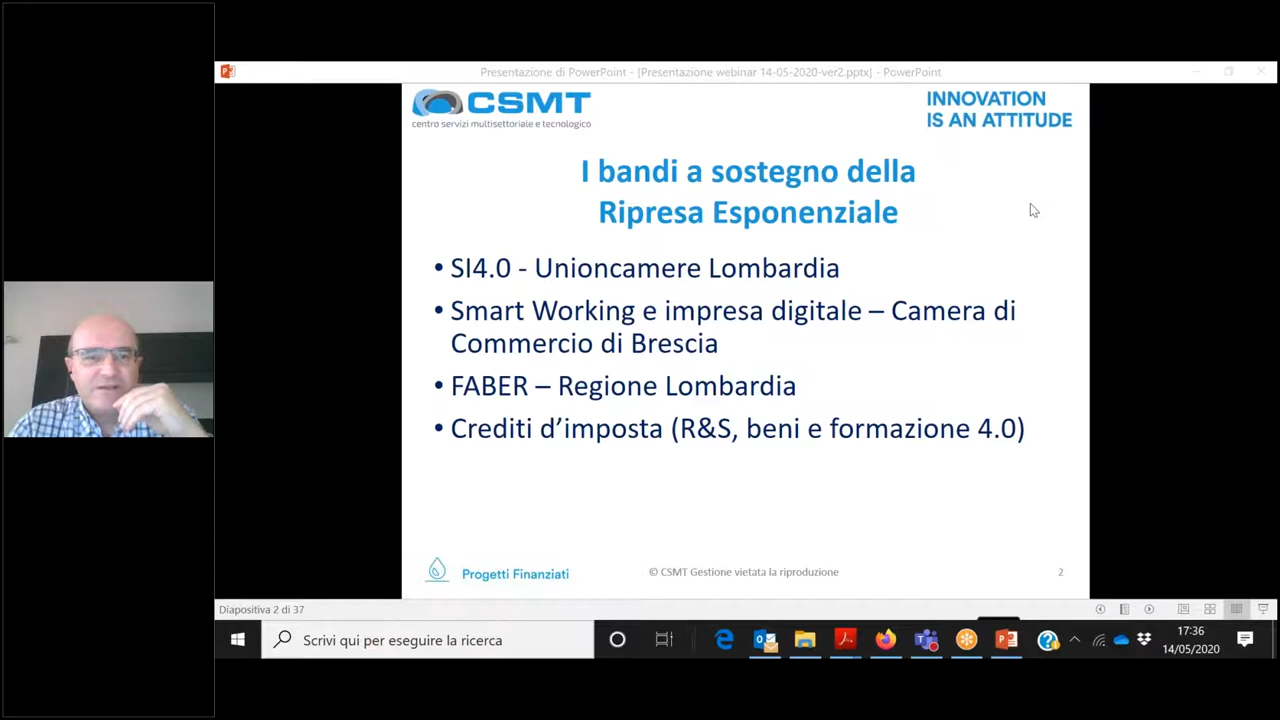 Presentazione di PowerPoint - [Presentazione webinar 14-05-2020-ver2.pptx] - PowerPoint
CSMT
centro servizi multisettoriale e tecnologico
INNOVATION
IS AN ATTITUDE
I bandi a sostegno della
Ripresa Esponenziale
• SI4.0 - Unioncamere Lombardia
• Smart Working e impresa digitale – Camera di
Commercio di Brescia
• FABER – Regione Lombardia
• Crediti d’imposta (R&S, beni e formazione 4.0)
Progetti Finanziati
© CSMT Gestione vietata la riproduzione
2
Diapositiva 2 di 37
Scrivi qui per eseguire la ricerca
17:36
14/05/2020